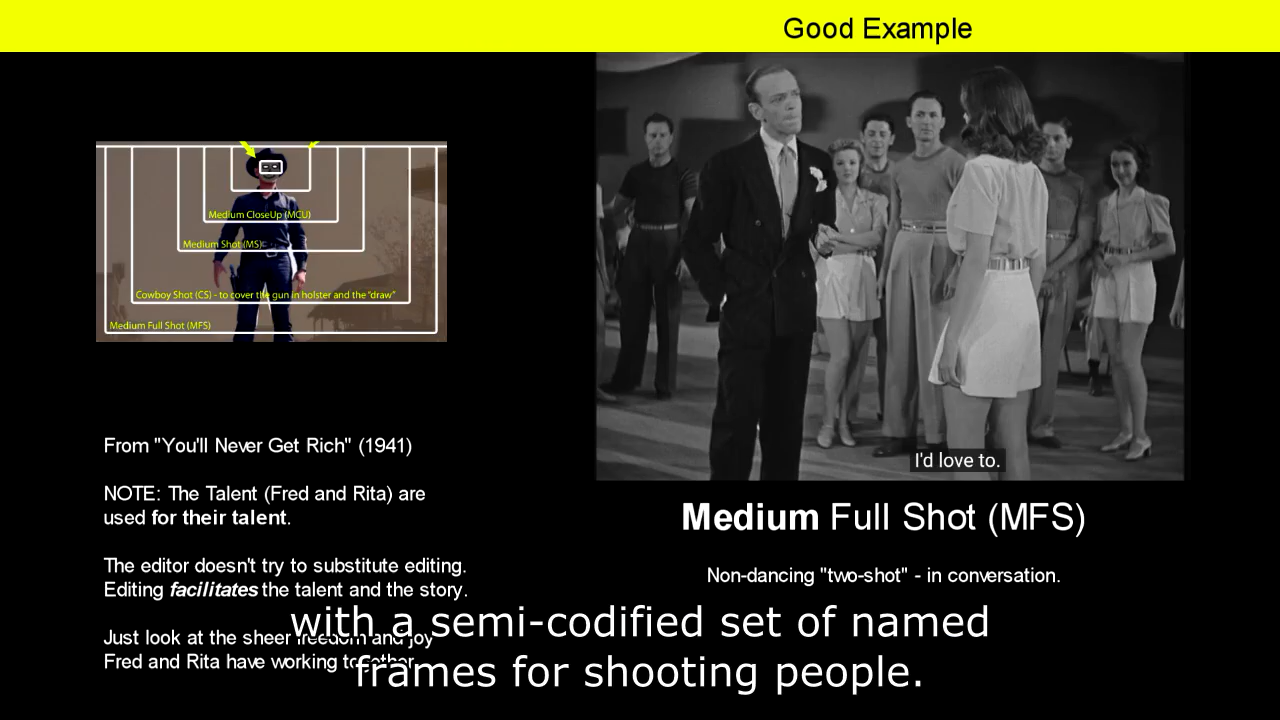 Good Example
Medium CloseUp (MCU)
Medium Shot (MS)
Cowboy Shot (CS) - to cover the gun in holster and the "draw"
Medium Full Shot (MFS)
I'd love to.
Medium Full Shot (MFS)
Non-dancing "two-shot" - in conversation.
From "You'll Never Get Rich" (1941)
NOTE: The Talent (Fred and Rita) are
used for their talent.
The editor doesn't try to substitute editing.
Editing facilitates the talent and the story.
Just look at the sheer freedom and joy
Fred and Rita have working together.
with a semi-codified set of named
frames for shooting people.